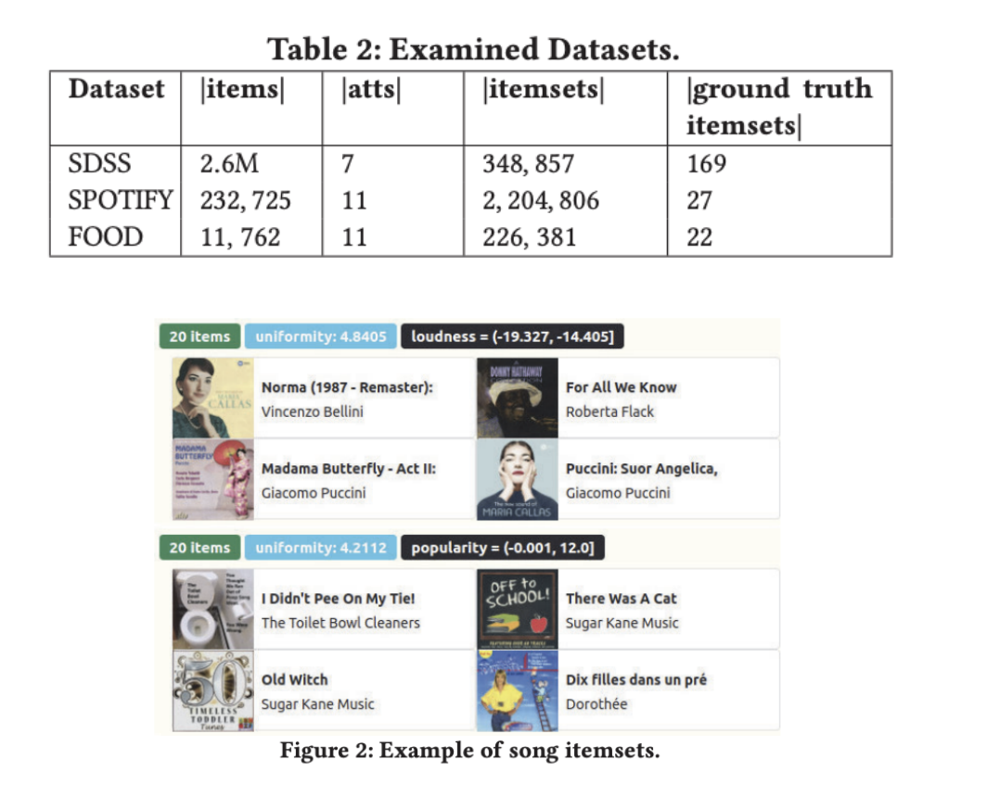 Table 2: Examined Datasets.
Dataset |items| |atts| |itemsets| |ground truth
itemsets|
SDSS 2.6M 7 348, 857 169
SPOTIFY 232, 725 11 2, 204, 806 27
FOOD 11, 762 11 226, 381 22
20 items uniformity: 4.8405 loudness = (-19.327, -14.405]
DONNY HATHAWAY
Norma (1987 - Remaster): For All We Know
CALLAS
Vincenzo Bellini Roberta Flack
MADAMA
BUTTERFLY
Madama Butterfly - Act II: Puccini: Suor Angelica,
Giacomo Puccini Giacomo Puccini
The new sound of
MARIA CALLAS
20 items uniformity: 4.2112 popularity = (-0.001, 12.0]
OFF to
SCHOOL!
I Didn't Pee On My Tie! There Was A Cat
The Toilet Bowl Cleaners Sugar Kane Music
50
Old Witch Dix filles dans un pré
Sugar Kane Music Dorothée
TIMELESS
TODDLER
Tunes
Figure 2: Example of song itemsets.